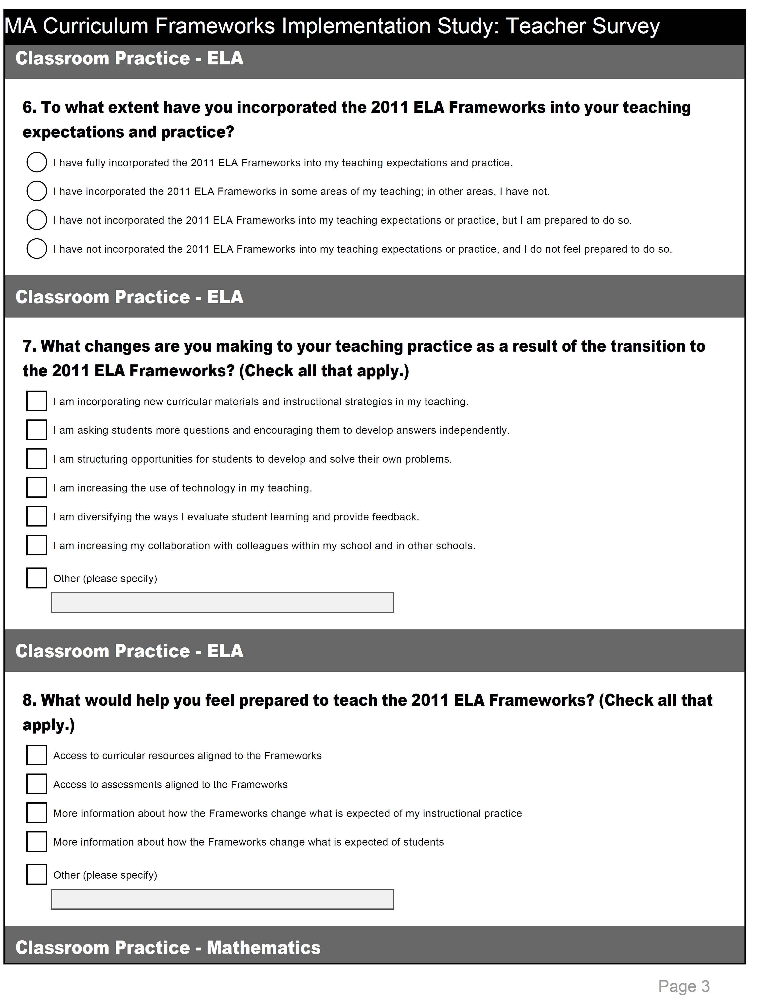 MA Curriculum Frameworks Implementation Study: Teacher Survey
Classroom Practice - ELA
6. To what extent have you incorporated the 2011 ELA Frameworks into your teaching
expectations and practice?
I have fully incorporated the 2011 ELA Frameworks into my teaching expectations and practice.
I have incorporated the 2011 ELA Frameworks in some areas of my teaching; in other areas, I have not.
I have not incorporated the 2011 ELA Frameworks into my teaching expectations or practice, but I am prepared to do so.
I have not incorporated the 2011 ELA Frameworks into my teaching expectations or practice, and I do not feel prepared to do so.
Classroom Practice - ELA
7. What changes are you making to your teaching practice as a result of the transition to
the 2011 ELA Frameworks? (Check all that apply.)
I am incorporating new curricular materials and instructional strategies in my teaching.
I am asking students more questions and encouraging them to develop answers independently.
I am structuring opportunities for students to develop and solve their own problems.
I am increasing the use of technology in my teaching.
I am diversifying the ways I evaluate student learning and provide feedback.
I am increasing my collaboration with colleagues within my school and in other schools.
Other (please specify)
Classroom Practice - ELA
8. What would help you feel prepared to teach the 2011 ELA Frameworks? (Check all that
apply.)
Access to curricular resources aligned to the Frameworks
Access to assessments aligned to the Frameworks
More information about how the Frameworks change what is expected of my instructional practice
More information about how the Frameworks change what is expected of students
Other (please specify)
Classroom Practice - Mathematics
Page 3